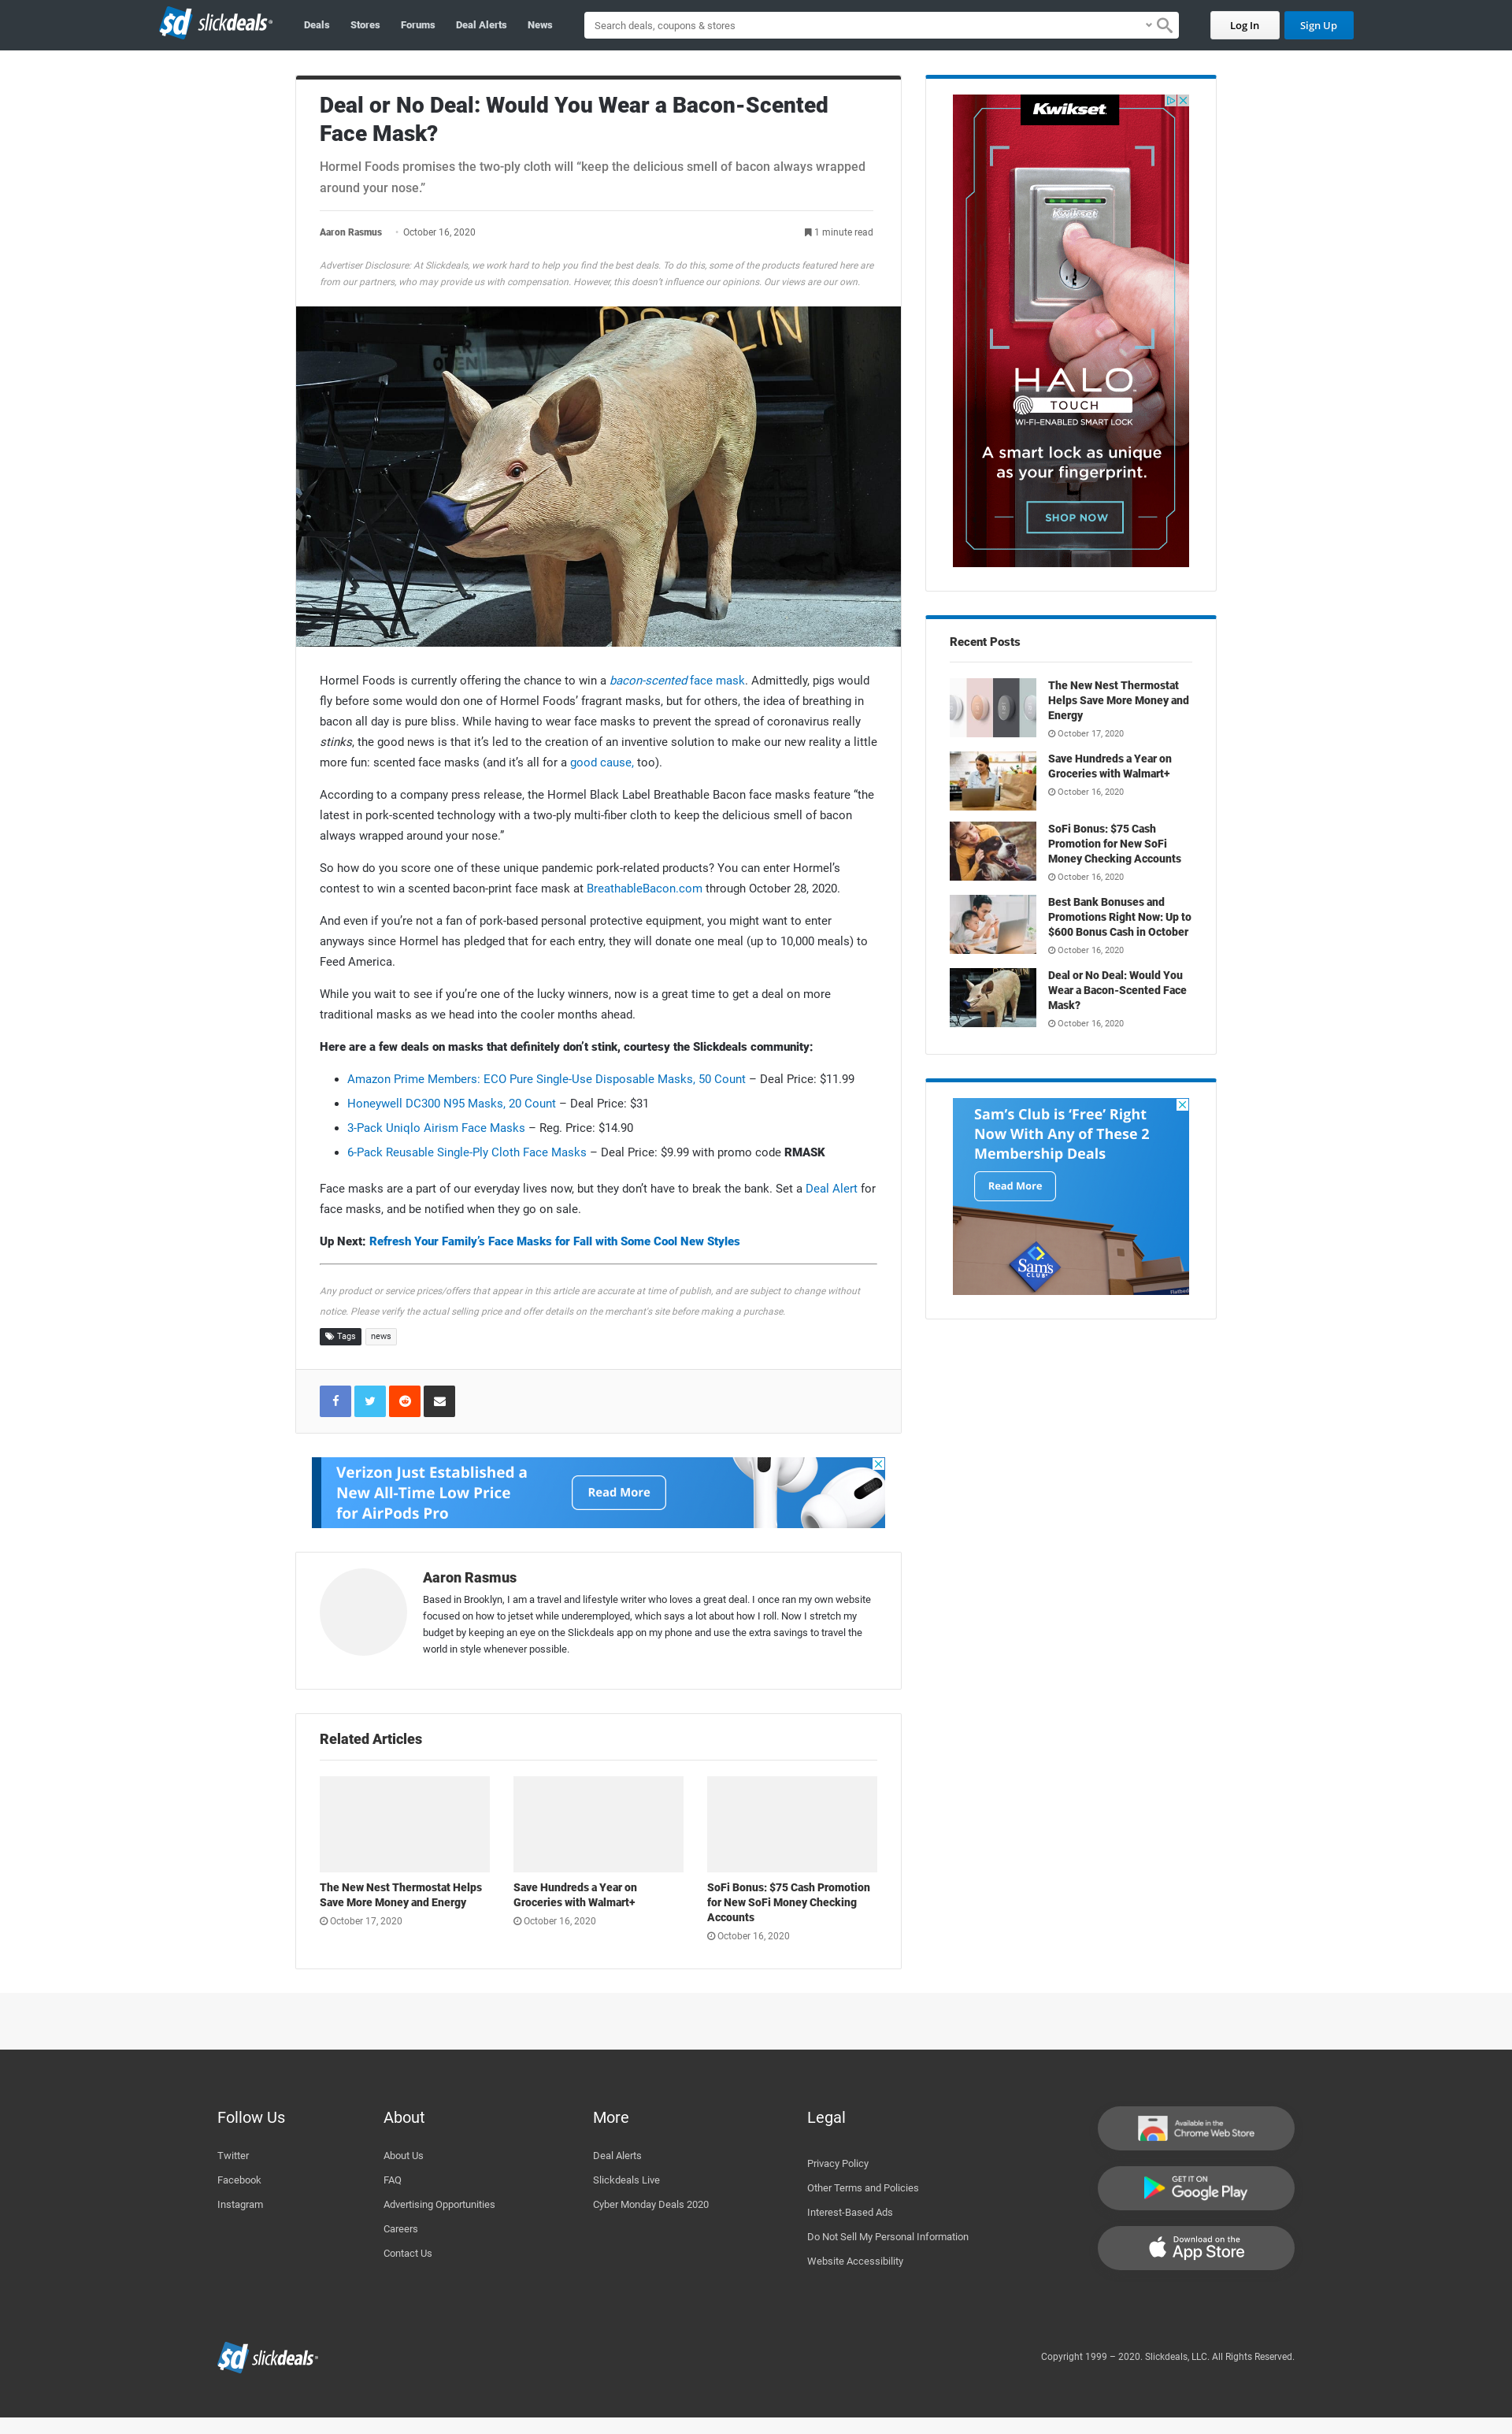 sd slickdeals
Deals Stores Forums Deal Alerts News
Search deals, coupons & stores
Log In Sign Up
Deal or No Deal: Would You Wear a Bacon-Scented
Face Mask?
Hormel Foods promises the two-ply cloth will “keep the delicious smell of bacon always wrapped
around your nose.”
Aaron Rasmus • October 16, 2020
1 minute read
Advertiser Disclosure: At Slickdeals, we work hard to help you find the best deals. To do this, some of the products featured here are
from our partners, who may provide us with compensation. However, this doesn't influence our opinions. Our views are our own.
Hormel Foods is currently offering the chance to win a bacon-scented face mask. Admittedly, pigs would
fly before some would don one of Hormel Foods’ fragrant masks, but for others, the idea of breathing in
bacon all day is pure bliss. While having to wear face masks to prevent the spread of coronavirus really
stinks, the good news is that it’s led to the creation of an inventive solution to make our new reality a little
more fun: scented face masks (and it’s all for a good cause, too).
According to a company press release, the Hormel Black Label Breathable Bacon face masks feature “the
latest in pork-scented technology with a two-ply multi-fiber cloth to keep the delicious smell of bacon
always wrapped around your nose.”
So how do you score one of these unique pandemic pork-related products? You can enter Hormel’s
contest to win a scented bacon-print face mask at BreathableBacon.com through October 28, 2020.
And even if you’re not a fan of pork-based personal protective equipment, you might want to enter
anyways since Hormel has pledged that for each entry, they will donate one meal (up to 10,000 meals) to
Feed America.
While you wait to see if you’re one of the lucky winners, now is a great time to get a deal on more
traditional masks as we head into the cooler months ahead.
Here are a few deals on masks that definitely don’t stink, courtesy the Slickdeals community:
• Amazon Prime Members: ECO Pure Single-Use Disposable Masks, 50 Count – Deal Price: $11.99
• Honeywell DC300 N95 Masks, 20 Count – Deal Price: $31
• 3-Pack Uniqlo Airism Face Masks – Reg. Price: $14.90
• 6-Pack Reusable Single-Ply Cloth Face Masks – Deal Price: $9.99 with promo code RMASK
Face masks are a part of our everyday lives now, but they don’t have to break the bank. Set a Deal Alert for
face masks, and be notified when they go on sale.
Up Next: Refresh Your Family’s Face Masks for Fall with Some Cool New Styles
Any product or service prices/offers that appear in this article are accurate at time of publish, and are subject to change without
notice. Please verify the actual selling price and offer details on the merchant's site before making a purchase.
Tags news
Verizon Just Established a
New All-Time Low Price
for AirPods Pro
Read More
Aaron Rasmus
Based in Brooklyn, I am a travel and lifestyle writer who loves a great deal. I once ran my own website
focused on how to jetset while underemployed, which says a lot about how I roll. Now I stretch my
budget by keeping an eye on the Slickdeals app on my phone and use the extra savings to travel the
world in style whenever possible.
Related Articles
The New Nest Thermostat Helps
Save More Money and Energy
October 17, 2020
Save Hundreds a Year on
Groceries with Walmart+
October 16, 2020
SoFi Bonus: $75 Cash Promotion
for New SoFi Money Checking
Accounts
October 16, 2020
Kwikset
Kwikset
HALO
TOUCH
WI-FI-ENABLED SMART LOCK
A smart lock as unique
as your fingerprint.
SHOP NOW
Recent Posts
The New Nest Thermostat
Helps Save More Money and
Energy
October 17, 2020
Save Hundreds a Year on
Groceries with Walmart+
October 16, 2020
SoFi Bonus: $75 Cash
Promotion for New SoFi
Money Checking Accounts
October 16, 2020
Best Bank Bonuses and
Promotions Right Now: Up to
$600 Bonus Cash in October
October 16, 2020
Deal or No Deal: Would You
Wear a Bacon-Scented Face
Mask?
October 16, 2020
Sam’s Club is ‘Free’ Right
Now With Any of These 2
Membership Deals
Read More
Sam's
CLUB
Follow Us
Twitter
Facebook
Instagram
About
About Us
FAQ
Advertising Opportunities
Careers
Contact Us
More
Deal Alerts
Slickdeals Live
Cyber Monday Deals 2020
Legal
Privacy Policy
Other Terms and Policies
Interest-Based Ads
Do Not Sell My Personal Information
Website Accessibility
Available in the
Chrome Web Store
GET IT ON
Google Play
Download on the
App Store
sd slickdeals
Copyright 1999 – 2020. Slickdeals, LLC. All Rights Reserved.